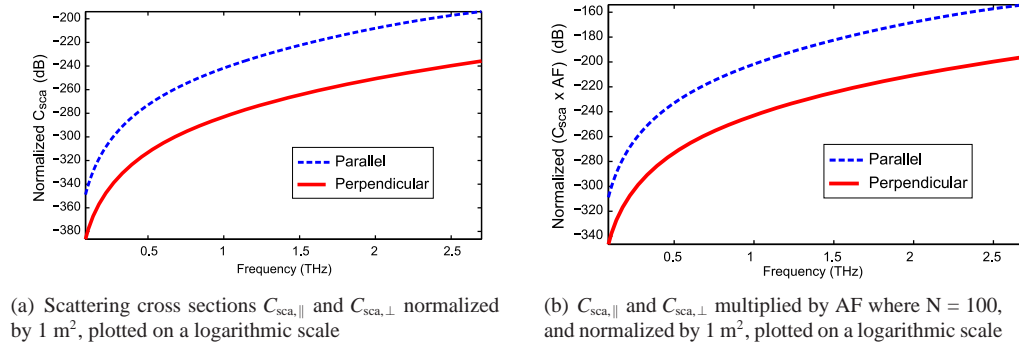 Normalized C_sca (dB)
-200
-220
-240
-260
-280
-300
-320
-340
-360
-380
Parallel
Perpendicular
0.5 1 1.5 2 2.5
Frequency (THz)
(a) Scattering cross sections C_sca,∥ and C_sca,⊥ normalized
by 1 m², plotted on a logarithmic scale
Normalized (C_sca x AF) (dB)
-160
-180
-200
-220
-240
-260
-280
-300
-320
-340
Parallel
Perpendicular
0.5 1 1.5 2 2.5
Frequency (THz)
(b) C_sca,∥ and C_sca,⊥ multiplied by AF where N = 100,
and normalized by 1 m², plotted on a logarithmic scale